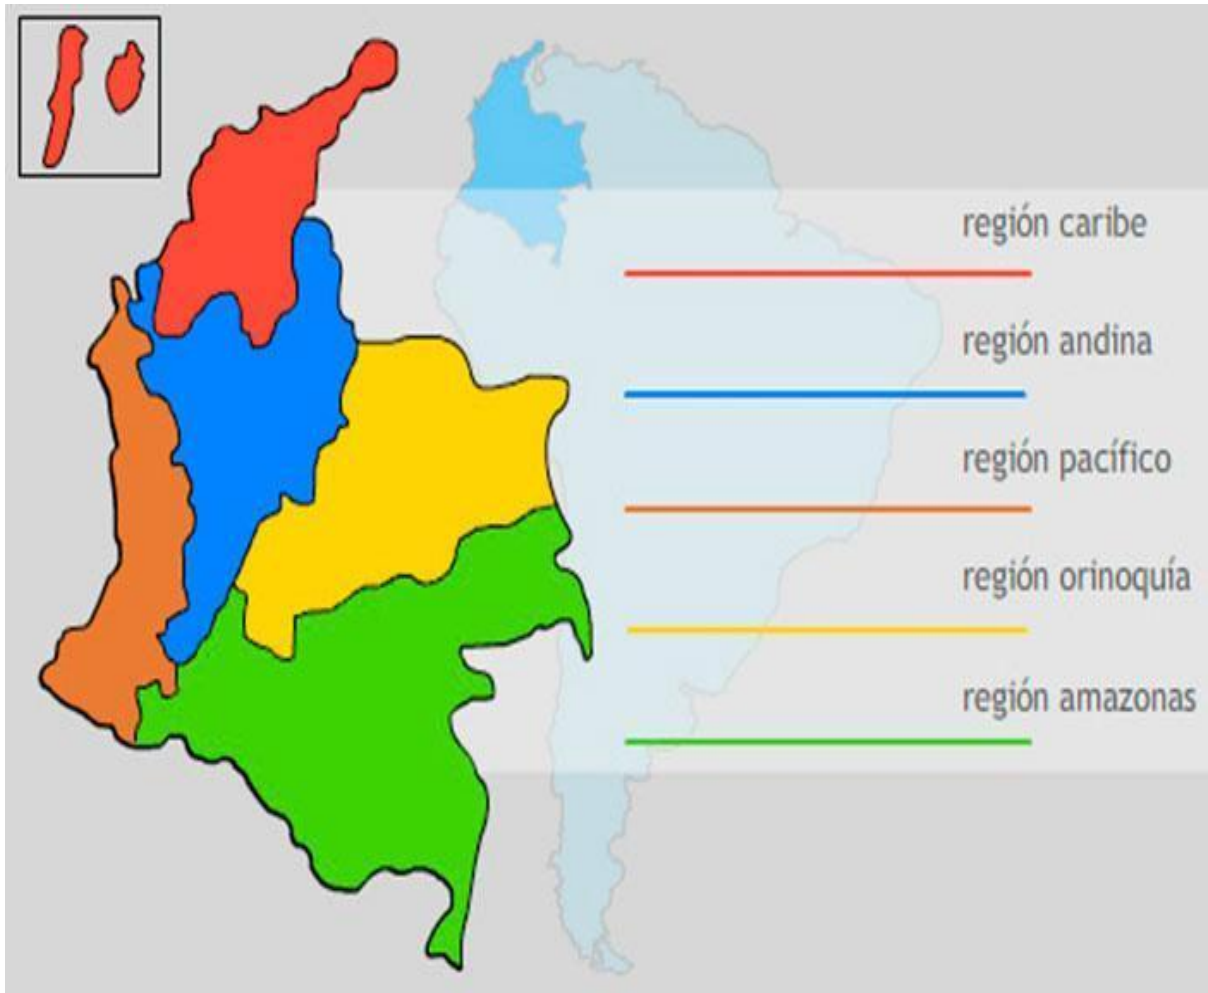 región caribe
región andina
región pacífico
región orinoquía
región amazonas